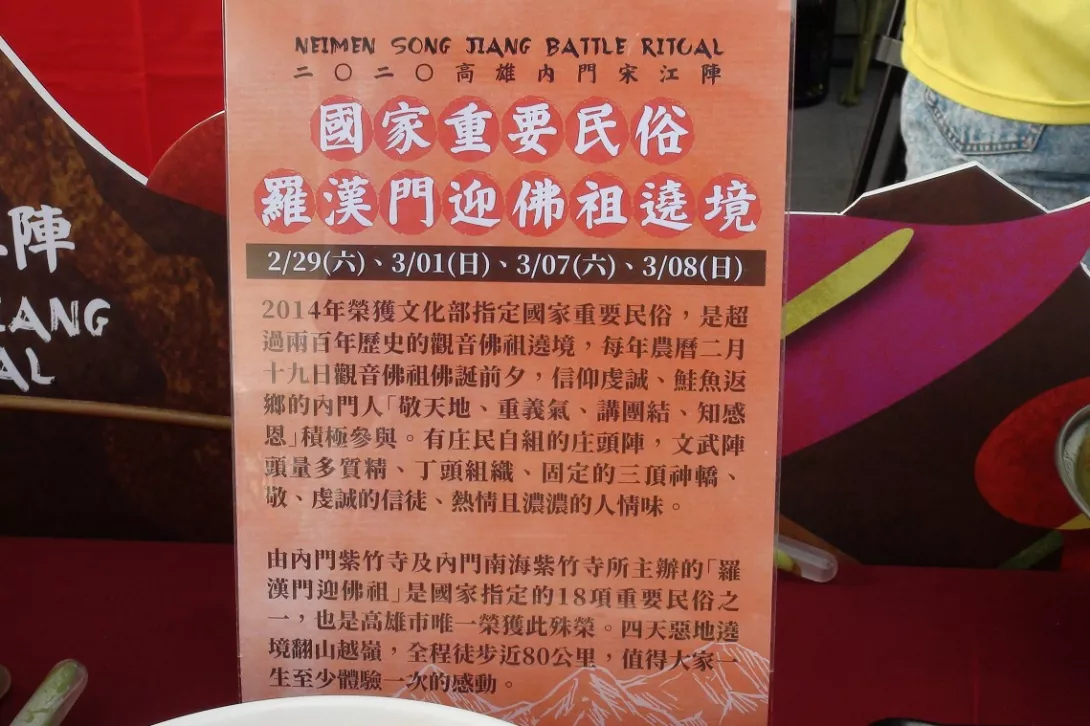 NEIMEN SONG JIANG BATTLE RITUAL
二〇二〇高雄內門宋江陣
國家重要民俗
羅漢門迎佛祖遶境
2/29(六)、3/01(日)、3/07(六)、3/08(日)
2014年榮獲文化部指定國家重要民俗，是超
過兩百年歷史的觀音佛祖遶境，每年農曆二月
十九日觀音佛祖佛誕前夕，信仰虔誠、鮭魚返
鄉的內門人「敬天地、重義氣、講團結、知感
恩」積極參與。有庄民自組的庄頭陣，文武陣
頭量多質精、丁頭組織、固定的三頂神轎、
敬、虔誠的信徒、熱情且濃濃的人情味。
由內門紫竹寺及內門南海紫竹寺所主辦的「羅
漢門迎佛祖」是國家指定的18項重要民俗之
一，也是高雄市唯一榮獲此殊榮。四天惡地遶
境翻山越嶺，全程徒步近80公里，值得大家一
生至少體驗一次的感動。
陣
IANG
AL